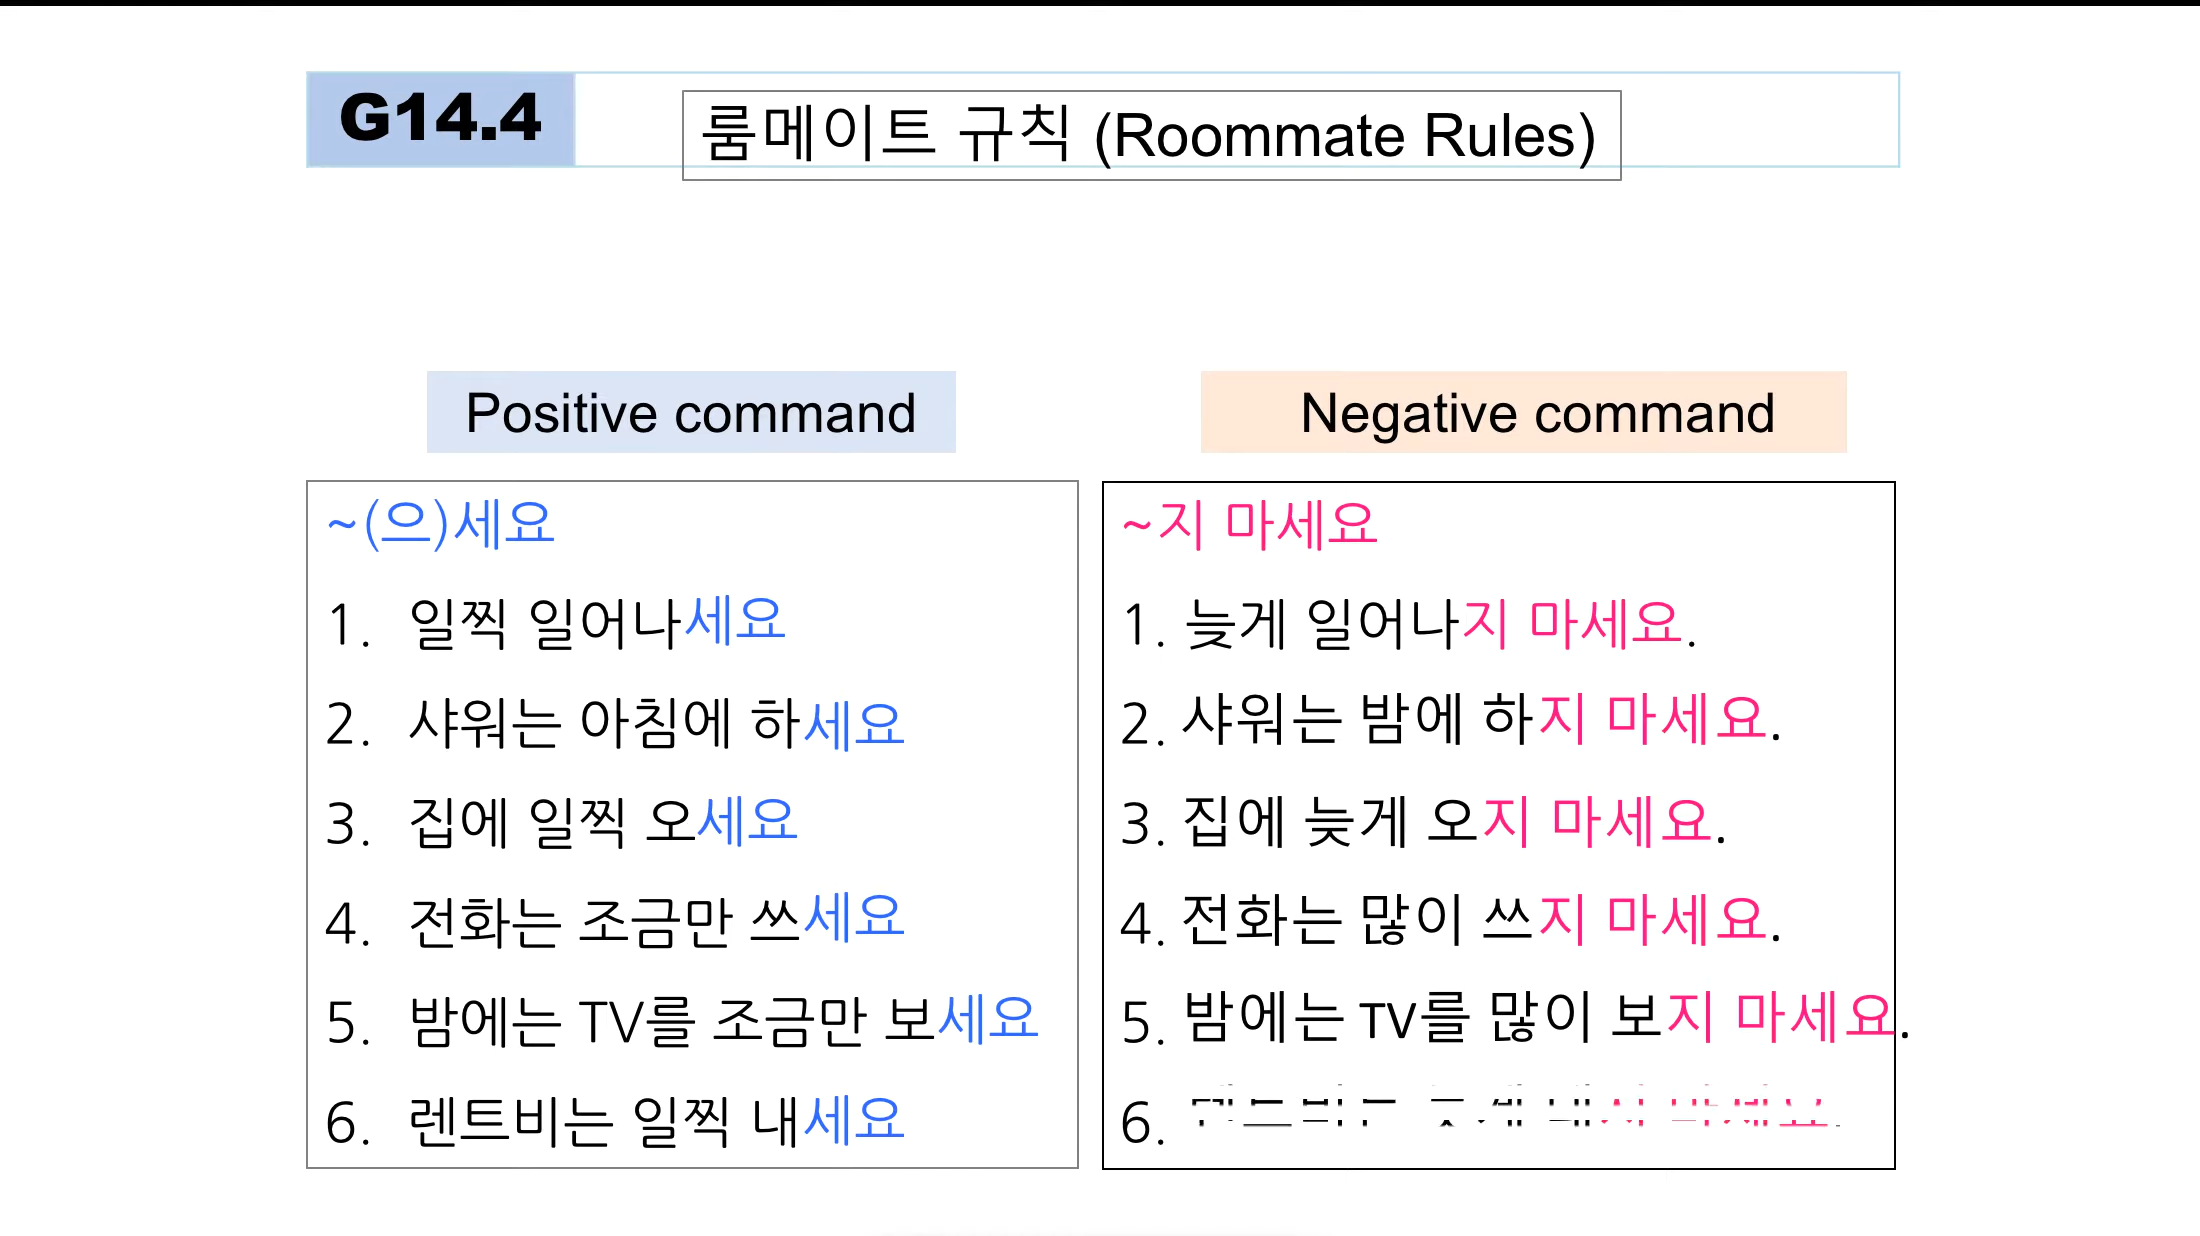 G14.4
룸메이트 규칙 (Roommate Rules)
Positive command
~(으)세요
1. 일찍 일어나세요
2. 샤워는 아침에 하세요
3. 집에 일찍 오세요
4. 전화는 조금만 쓰세요
5. 밤에는 TV를 조금만 보세요
6. 렌트비는 일찍 내세요
Negative command
~지 마세요
1. 늦게 일어나지 마세요.
2. 샤워는 밤에 하지 마세요.
3. 집에 늦게 오지 마세요.
4. 전화는 많이 쓰지 마세요.
5. 밤에는 TV를 많이 보지 마세요.
6.